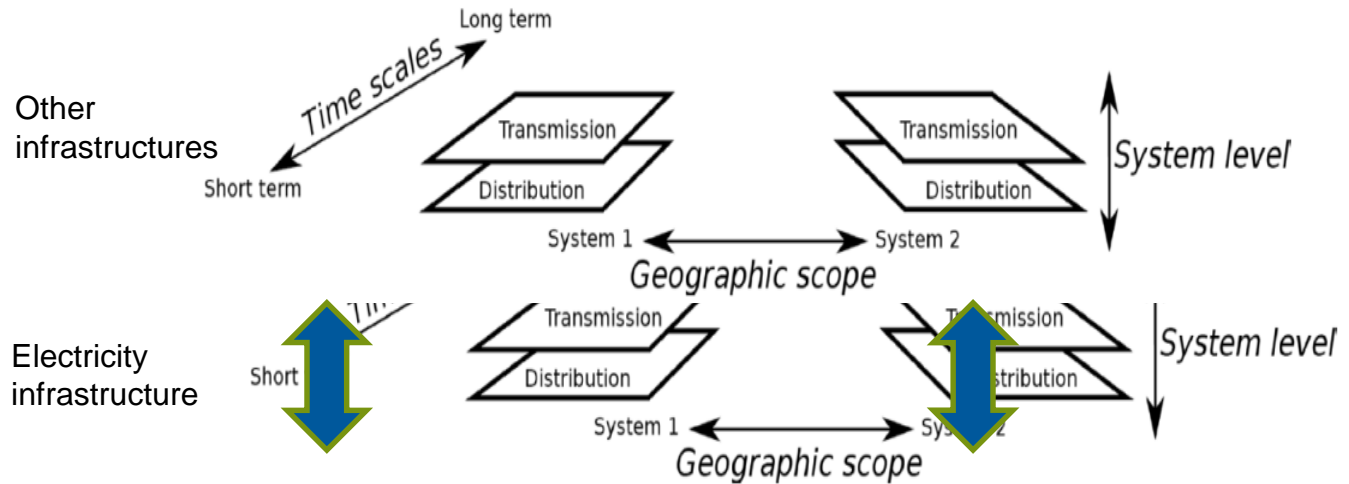 Long term
Time scales
Other
infrastructures
Short term
Transmission
Transmission
Distribution
Distribution
System level
System 1
System 2
Geographic scope
Transmission
Electricity
infrastructure
Short
Distribution
System level
System 1
Geographic scope